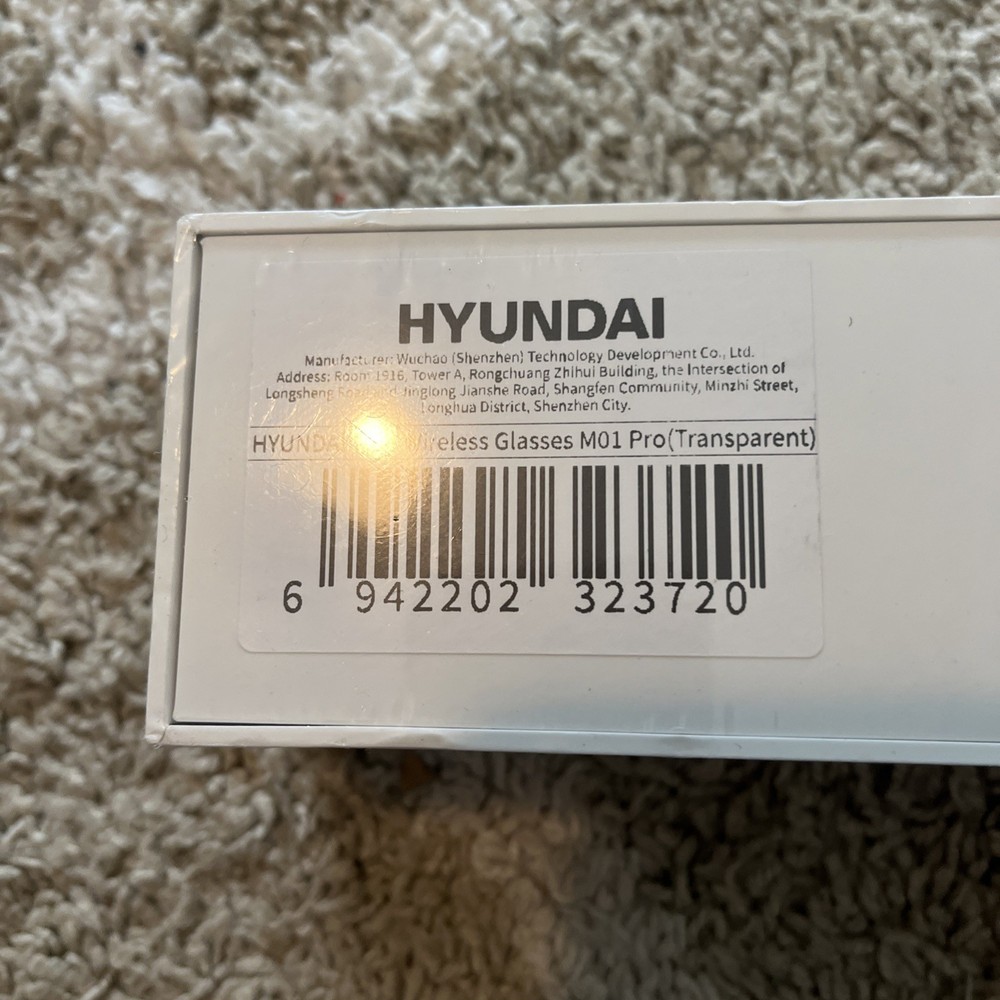 HYUNDAI
Manufacturer: Wuchao (Shenzhen) Technology Development Co., Ltd.
Address: Room 1916, Tower A, Rongchuang Zhihui Building, the Intersection of
Longsheng Jinglong Jianshe Road, Shangfen Community, Minzhi Street,
Longhua District, Shenzhen City.
HYUNDAI Wireless Glasses M01 Pro(Transparent)
6 942202 323720